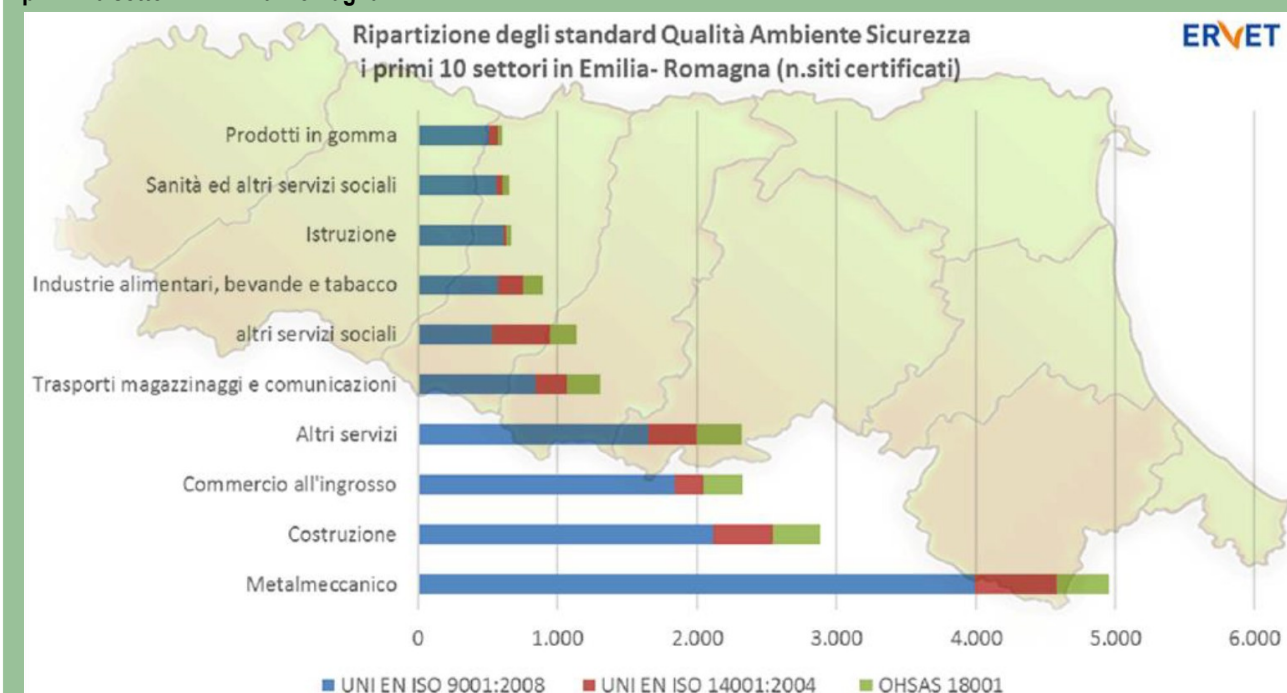 Ripartizione degli standard Qualità Ambiente Sicurezza
i primi 10 settori in Emilia- Romagna (n.siti certificati)
ERVET
Prodotti in gomma
Sanità ed altri servizi sociali
Istruzione
Industrie alimentari, bevande e tabacco
altri servizi sociali
Trasporti magazzinaggi e comunicazioni
Altri servizi
Commercio all'ingrosso
Costruzione
Metalmeccanico
0 1.000 2.000 3.000 4.000 5.000 6.000
UNI EN ISO 9001:2008 UNI EN ISO 14001:2004 OHSAS 18001